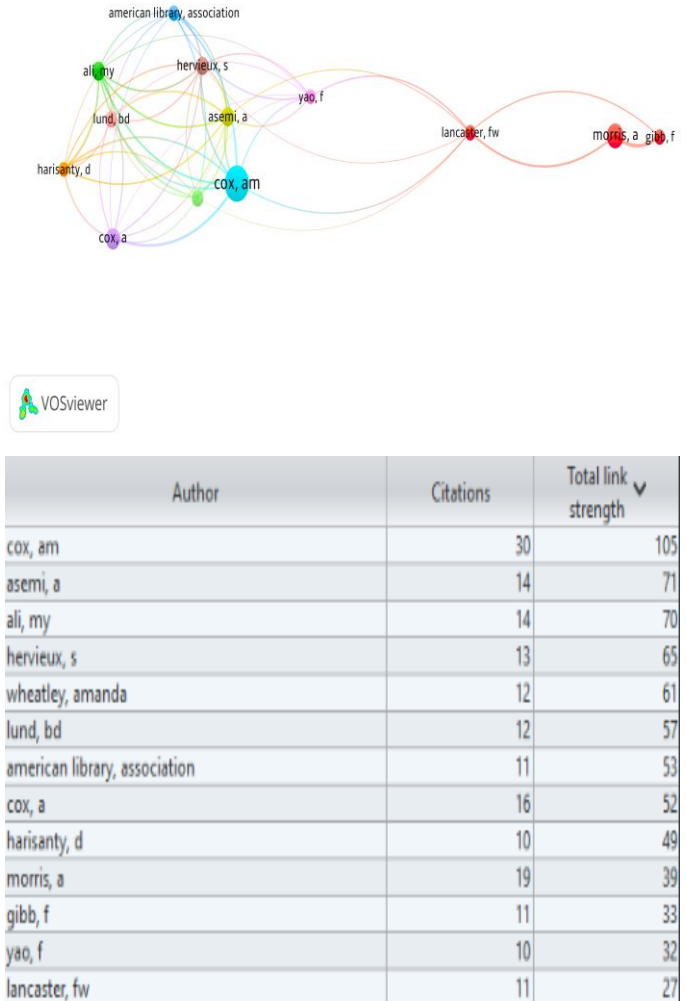 american library, association
ali, my
hervieux, s
yao, f
lund, bd
asemi, a
lancaster, fw
morris, a
gibb, f
harisanty, d
cox, am
cox, a
VOSviewer
Author Citations Total link strength
cox, am 30 105
asemi, a 14 71
ali, my 14 70
hervieux, s 13 65
wheatley, amanda 12 61
lund, bd 12 57
american library, association 11 53
cox, a 16 52
harisanty, d 10 49
morris, a 19 39
gibb, f 11 33
yao, f 10 32
lancaster, fw 11 27